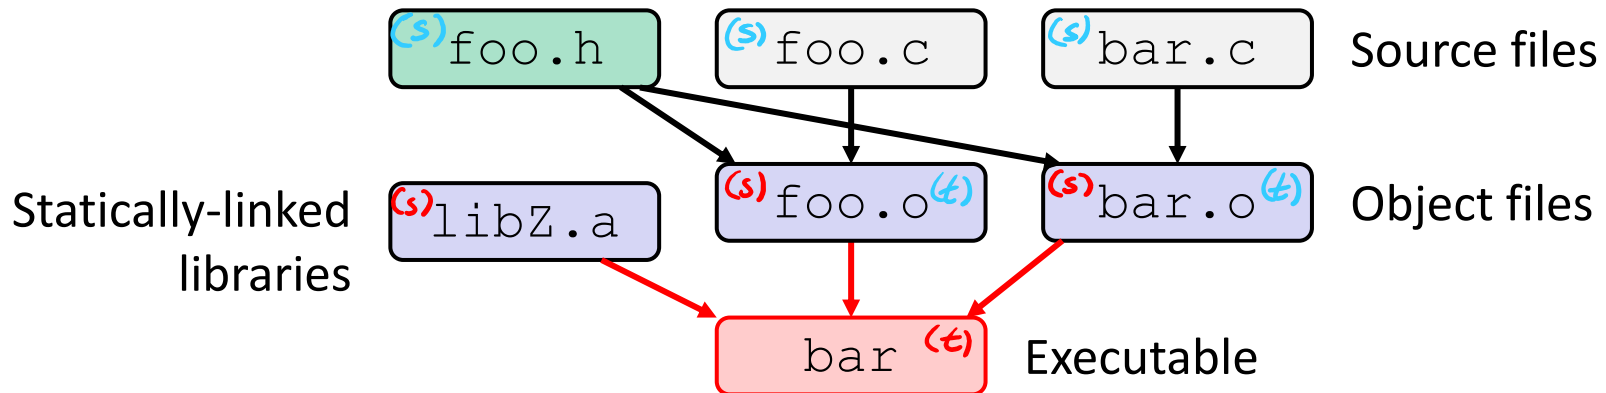 (s) foo.h (s) foo.c (s) bar.c Source files
Statically-linked libraries
(s) libZ.a (s) foo.o (t) (s) bar.o (t) Object files
bar (t) Executable